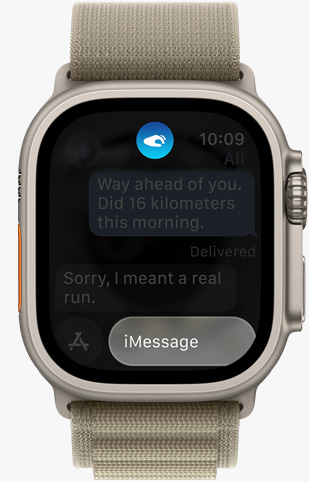 10:09
Ali
Way ahead of you.
Did 16 kilometers
this morning.
Delivered
Sorry, I meant a real
run.
iMessage